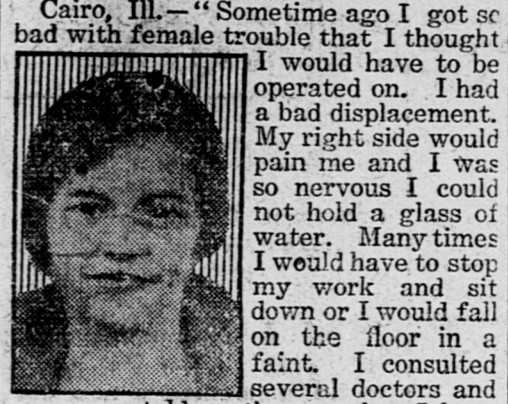 Cairo, Ill.—“Sometime ago I got so
bad with female trouble that I thought
I would have to be
operated on. I had
a bad displacement.
My right side would
pain me and I was
so nervous I could
not hold a glass of
water. Many times
I would have to stop
my work and sit
down or I would fall
on the floor in a
faint. I consulted
several doctors and